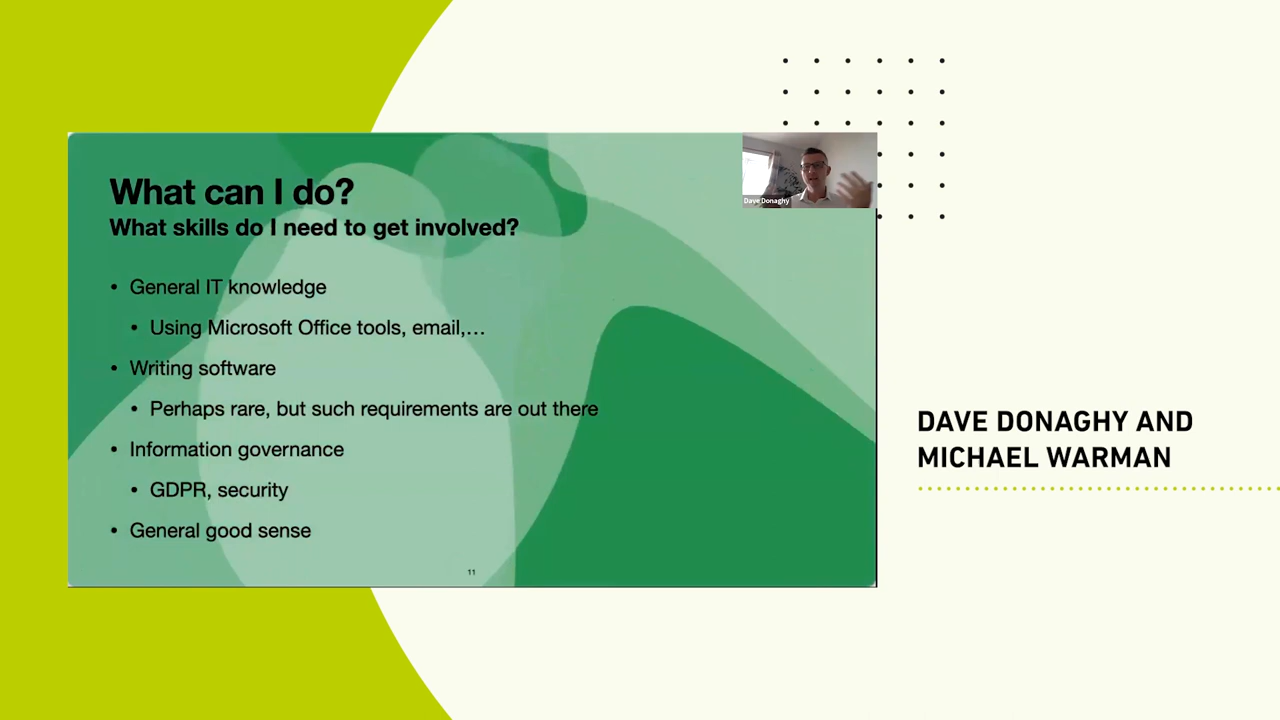 What can I do?
What skills do I need to get involved?
• General IT knowledge
• Using Microsoft Office tools, email,…
• Writing software
• Perhaps rare, but such requirements are out there
• Information governance
• GDPR, security
• General good sense
11
Dave Donaghy
DAVE DONAGHY AND
MICHAEL WARMAN